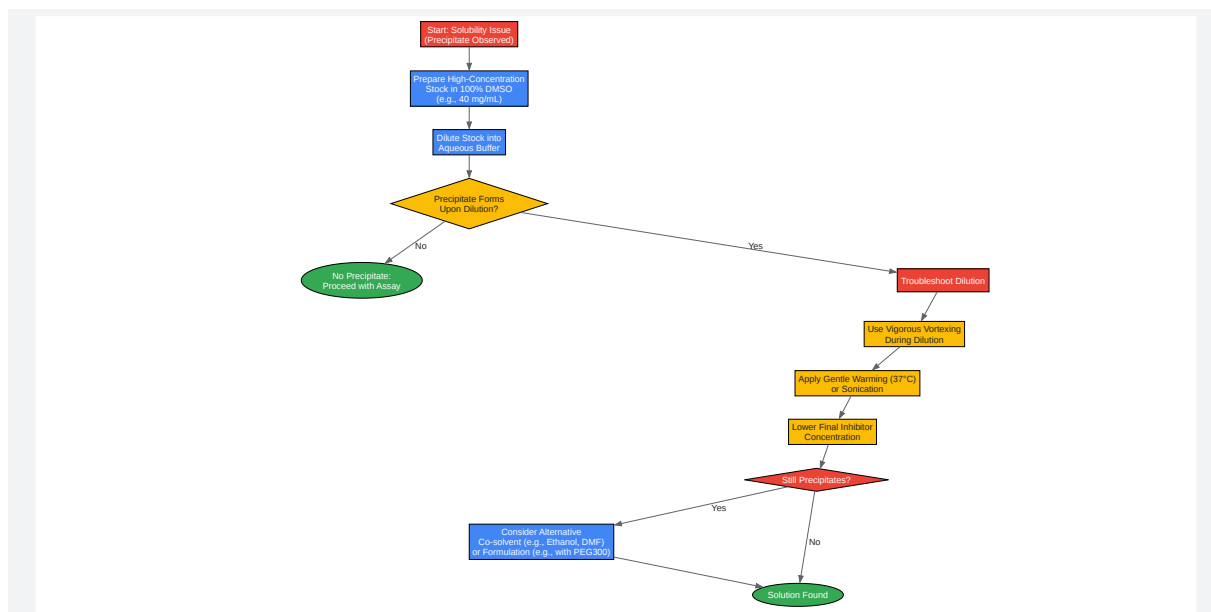 Start: Solubility Issue
(Precipitate Observed)
Prepare High-Concentration
Stock in 100% DMSO
(e.g., 40 mg/mL)
Dilute Stock into
Aqueous Buffer
Precipitate Forms
Upon Dilution?
No
Yes
No Precipitate:
Proceed with Assay
Troubleshoot Dilution
Use Vigorous Vortexing
During Dilution
Apply Gentle Warming (37°C)
or Sonication
Lower Final Inhibitor
Concentration
Still Precipitates?
Yes
No
Consider Alternative
Co-solvent (e.g., Ethanol, DMF)
or Formulation (e.g., with PEG300)
Solution Found